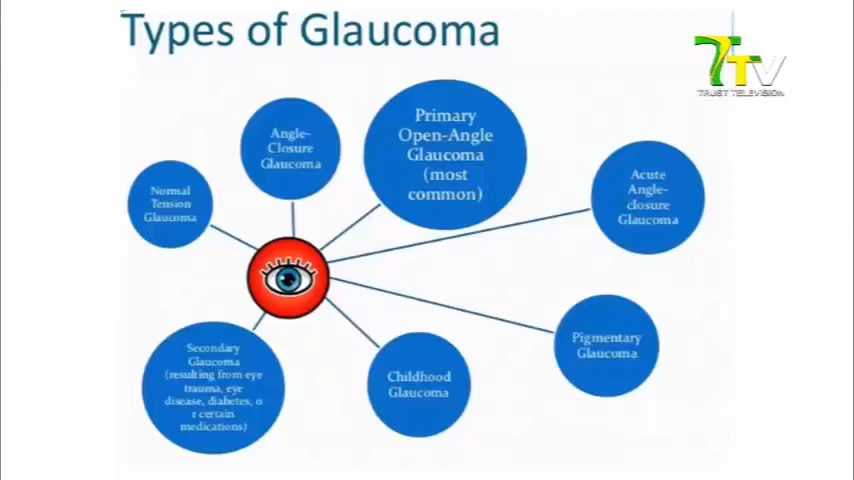 Types of Glaucoma
TTV
TRUST TELEVISION
Primary
Open-Angle
Glaucoma
(most
common)
Angle-
Closure
Glaucoma
Acute
Angle-
closure
Glaucoma
Normal
Tension
Glaucoma
Pigmentary
Glaucoma
Secondary
Glaucoma
(resulting from eye
trauma, eye
disease, diabetes, o
r certain
medications)
Childhood
Glaucoma